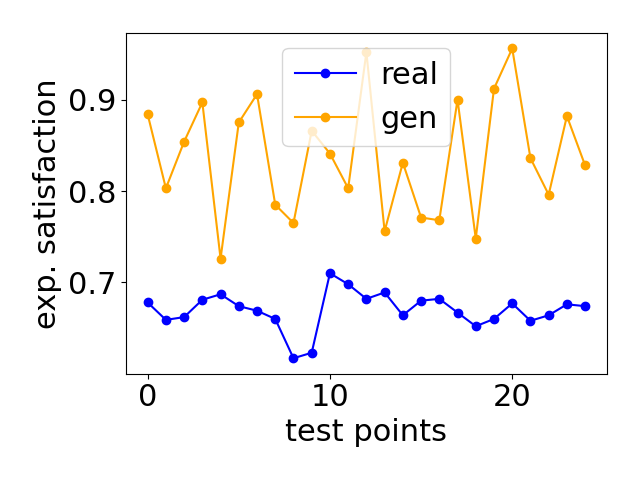 real
gen
exp. satisfaction
0.9
0.8
0.7
0
10
20
test points